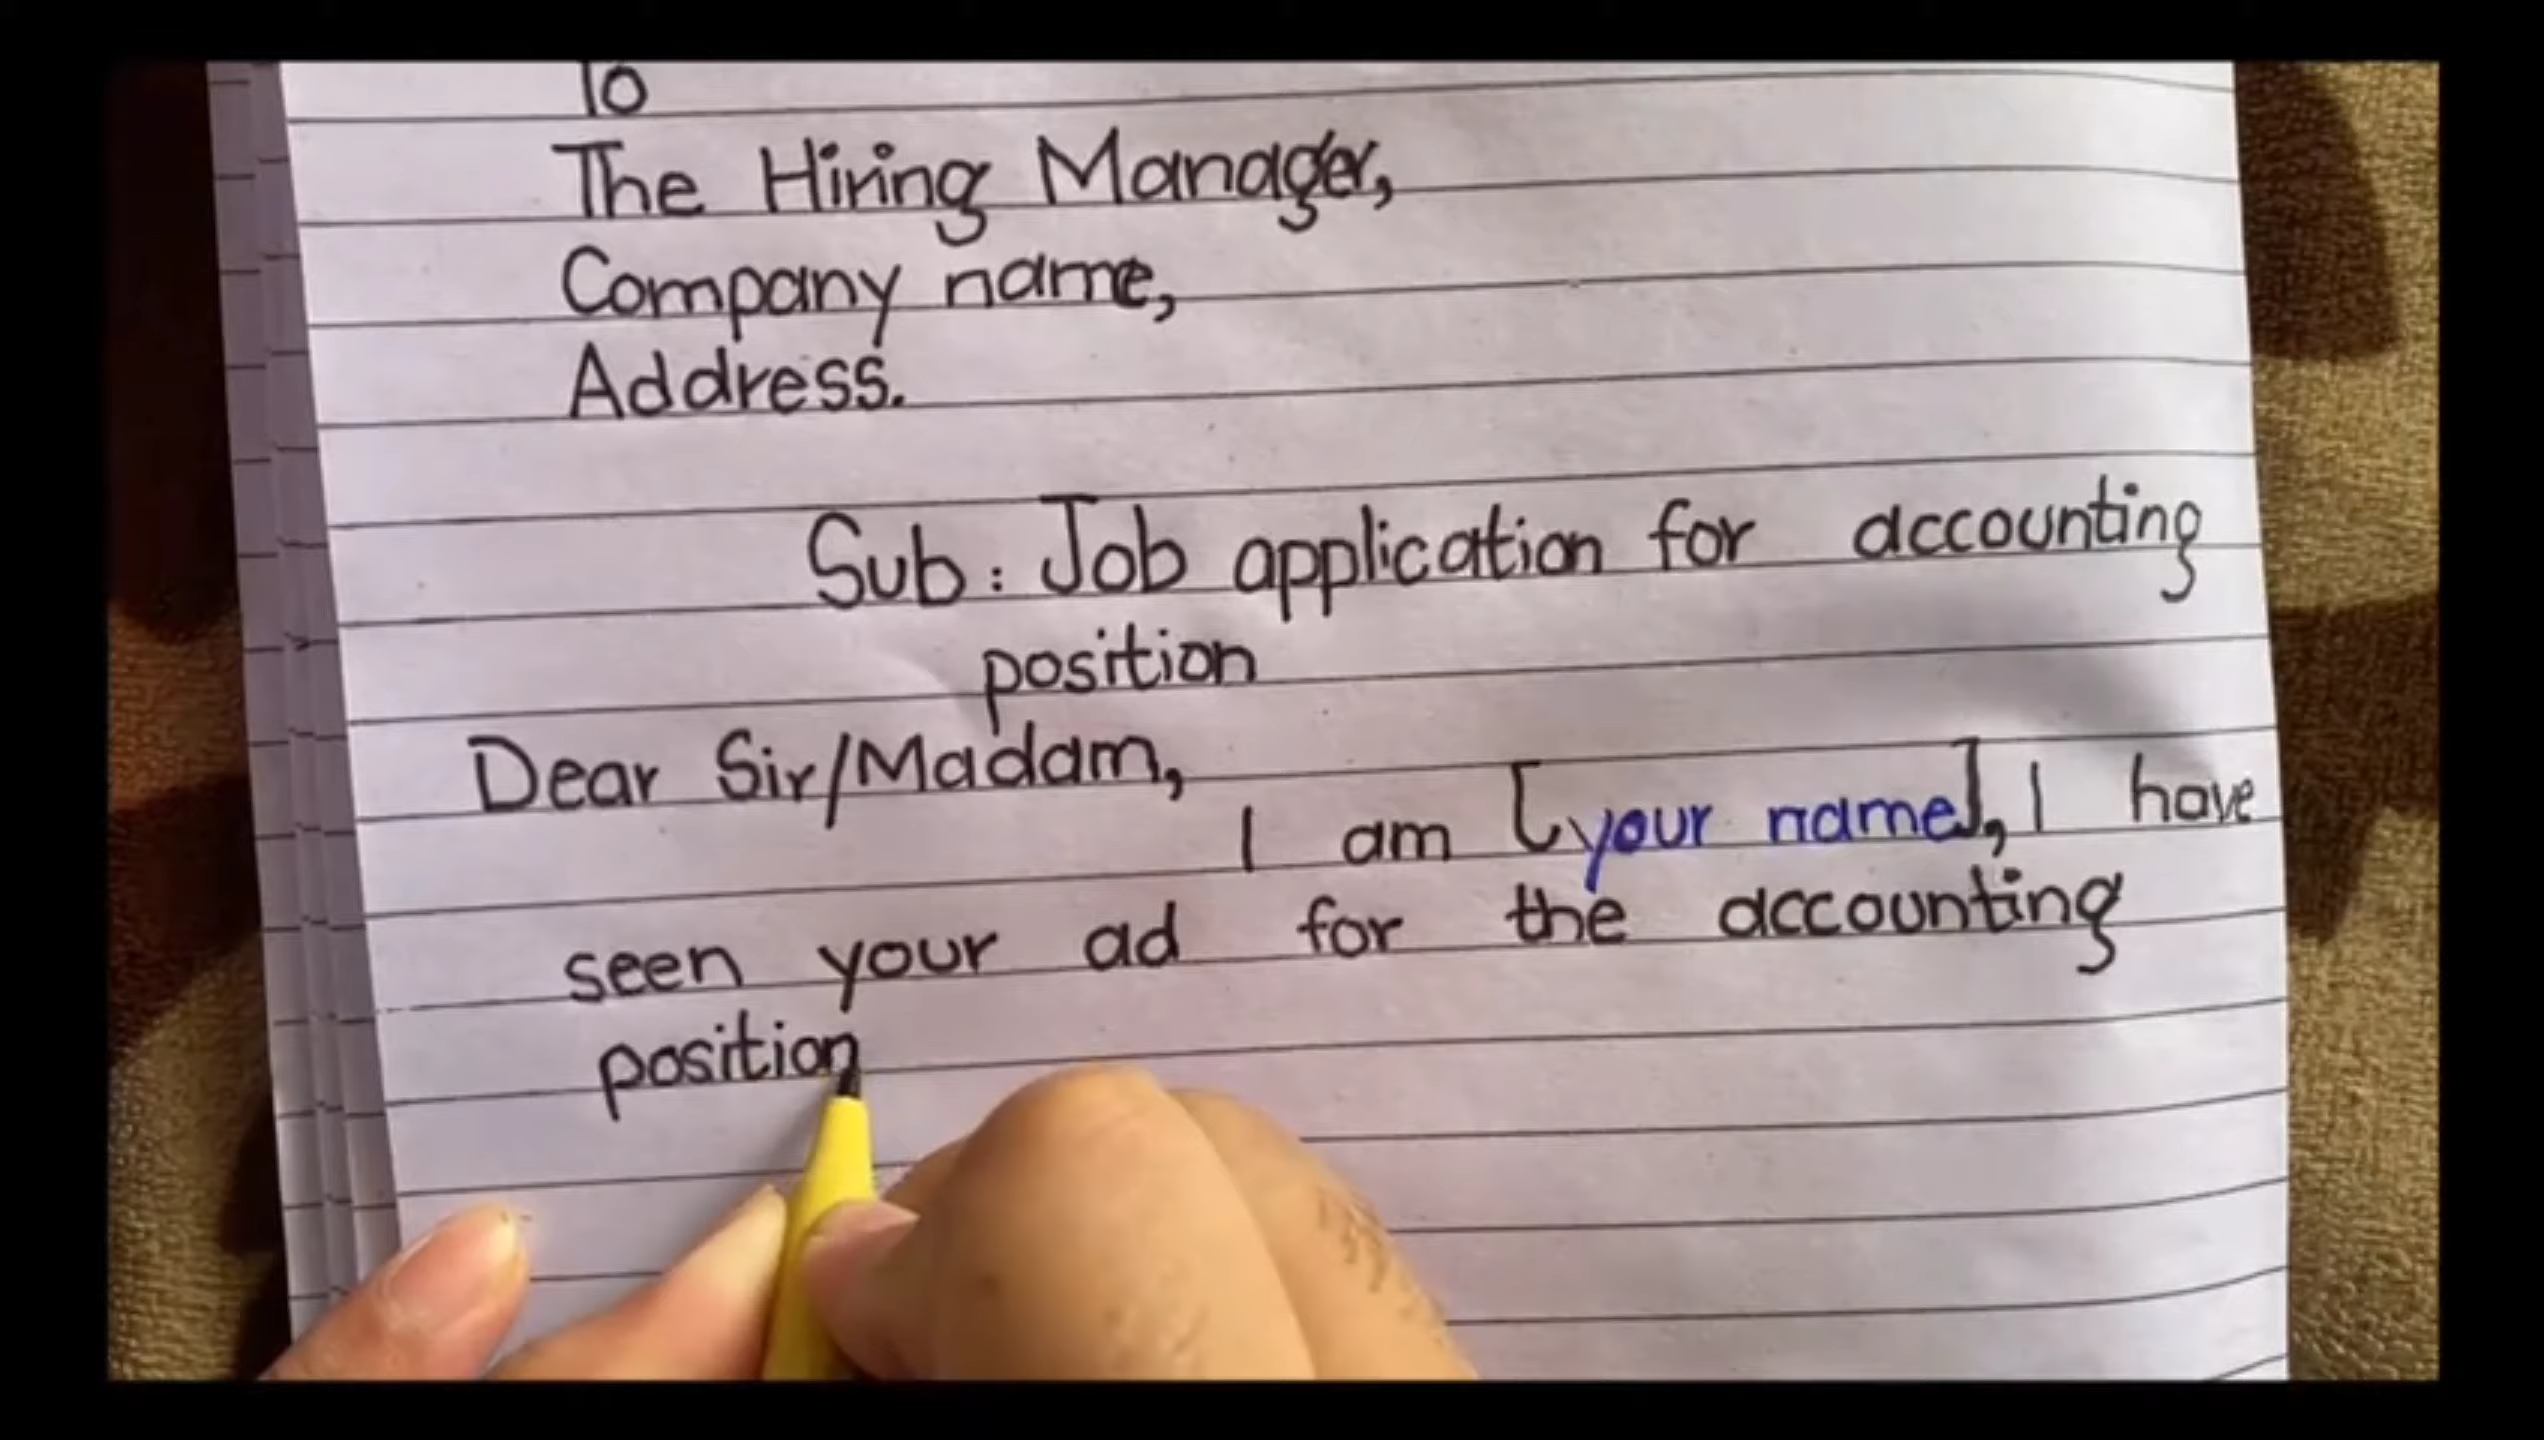 To
The Hiring Manager,
Company name,
Address.
Sub: Job application for accounting
position
Dear Sir/Madam,
I am [your name], I have
seen your ad for the accounting
position